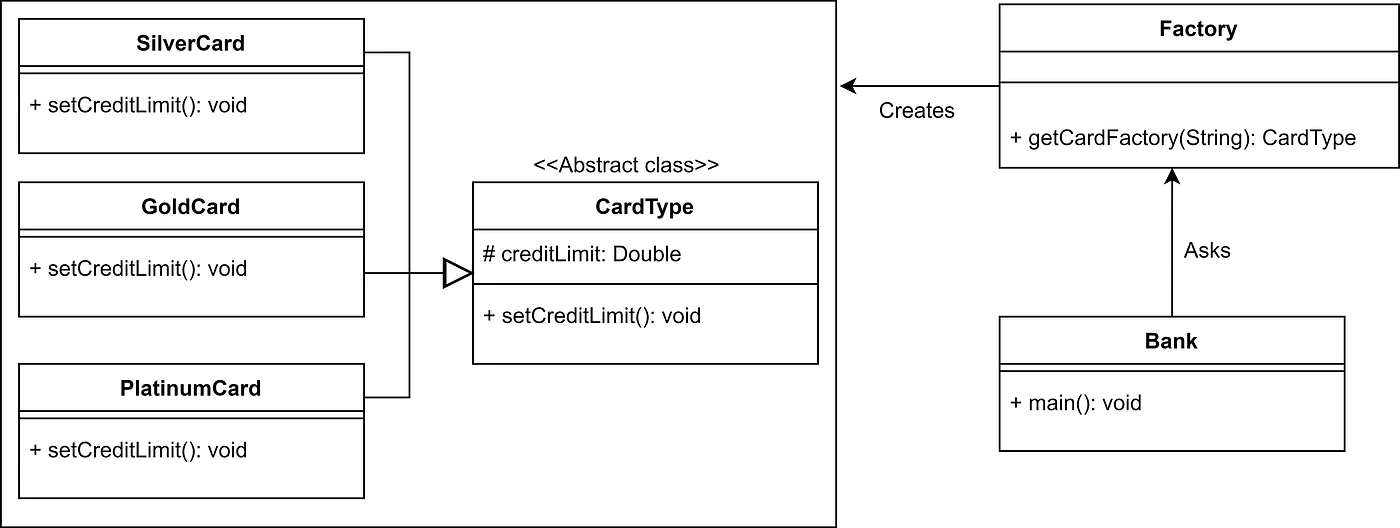 SilverCard
+ setCreditLimit(): void
GoldCard
+ setCreditLimit(): void
PlatinumCard
+ setCreditLimit(): void
<<Abstract class>>
CardType
# creditLimit: Double
+ setCreditLimit(): void
Creates
Factory
+ getCardFactory(String): CardType
Asks
Bank
+ main(): void